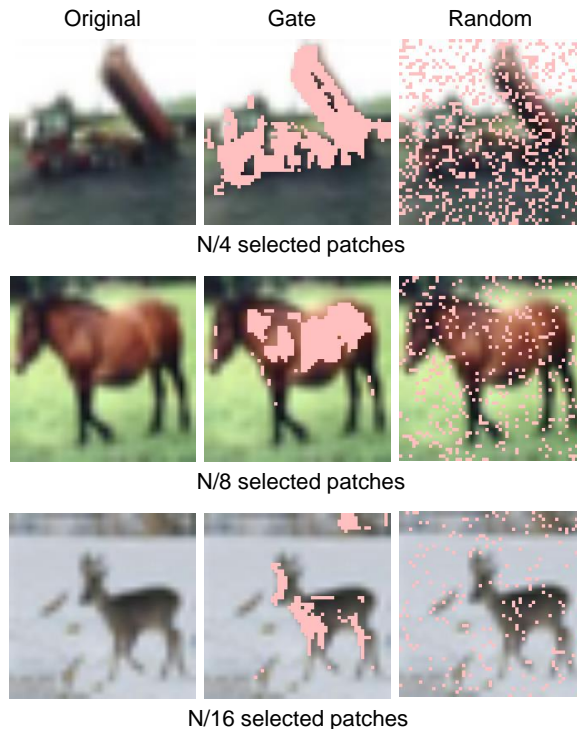 Original Gate Random
N/4 selected patches
N/8 selected patches
N/16 selected patches